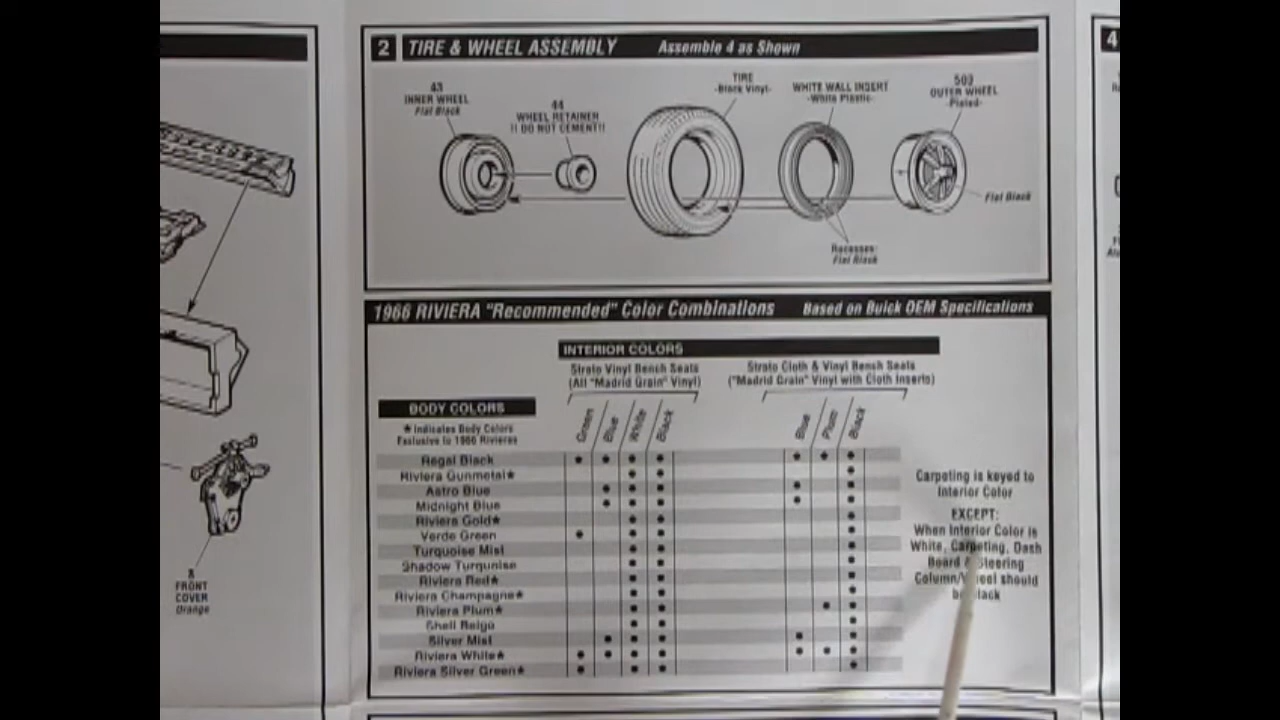 2 TIRE & WHEEL ASSEMBLY Assemble 4 as Shown
4
43
INNER WHEEL
Flat Black
44
WHEEL RETAINER
!! DO NOT CEMENT!!
TIRE
-Black Vinyl-
WHITE WALL INSERT
-White Plastic-
503
OUTER WHEEL
-Plated-
Flat Black
Recesses:
Flat Black
1966 RIVIERA "Recommended" Color Combinations Based on Buick OEM Specifications
INTERIOR COLORS
Strato Vinyl Bench Seats
(All "Madrid Grain" Vinyl)
Strato Cloth & Vinyl Bench Seats
("Madrid Grain" Vinyl with Cloth Inserts)
BODY COLORS
★ Indicates Body Colors
Exclusive to 1966 Rivieras
Green Blue White Black Blue Plum Black
Regal Black
Riviera Gunmetal★
Astro Blue
Midnight Blue
Riviera Gold★
Verde Green
Turquoise Mist
Shadow Turquoise
Riviera Red★
Riviera Champagne★
Riviera Plum★
Shell Beige
Silver Mist
Riviera White★
Riviera Silver Green★
Carpeting is keyed to
Interior Color
EXCEPT:
When Interior Color is
White, Carpeting, Dash
Board & Steering
Column/Wheel should
be Black
FRONT
COVER
Orange